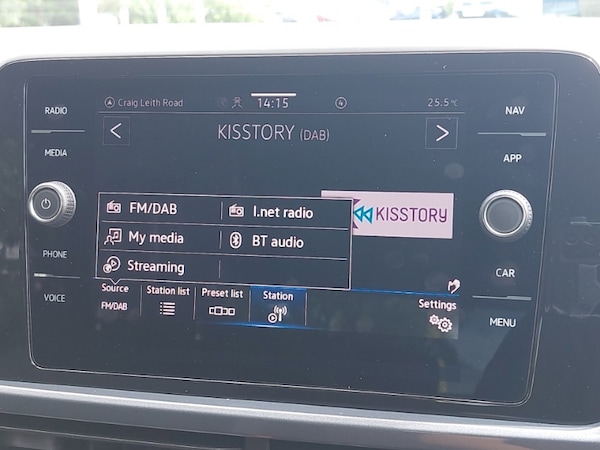 RADIO
MEDIA
PHONE
VOICE
Craig Leith Road
14:15
4
25.5°C
KISSTORY (DAB)
FM/DAB
I.net radio
My media
BT audio
Streaming
KISSTORY
Source
FM/DAB
Station list
Preset list
Station
Settings
NAV
APP
CAR
MENU